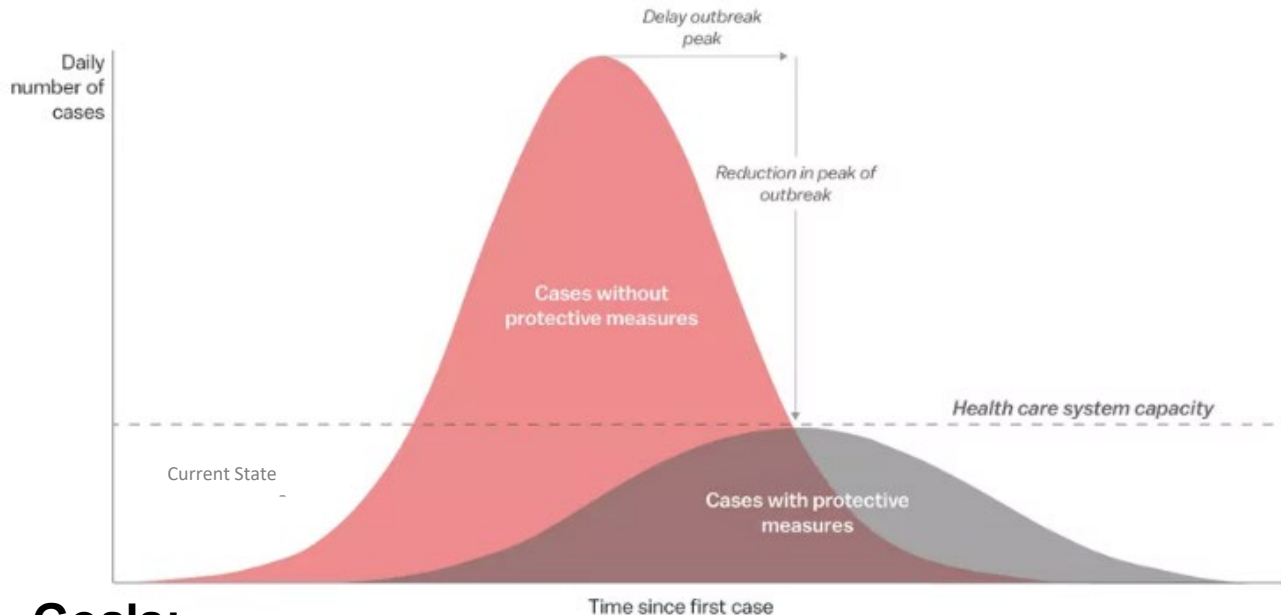 Delay outbreak
peak
Daily
number of
cases
Reduction in peak of
outbreak
Cases without
protective measures
Health care system capacity
Current State
Cases with protective
measures
Time since first case
Goals: